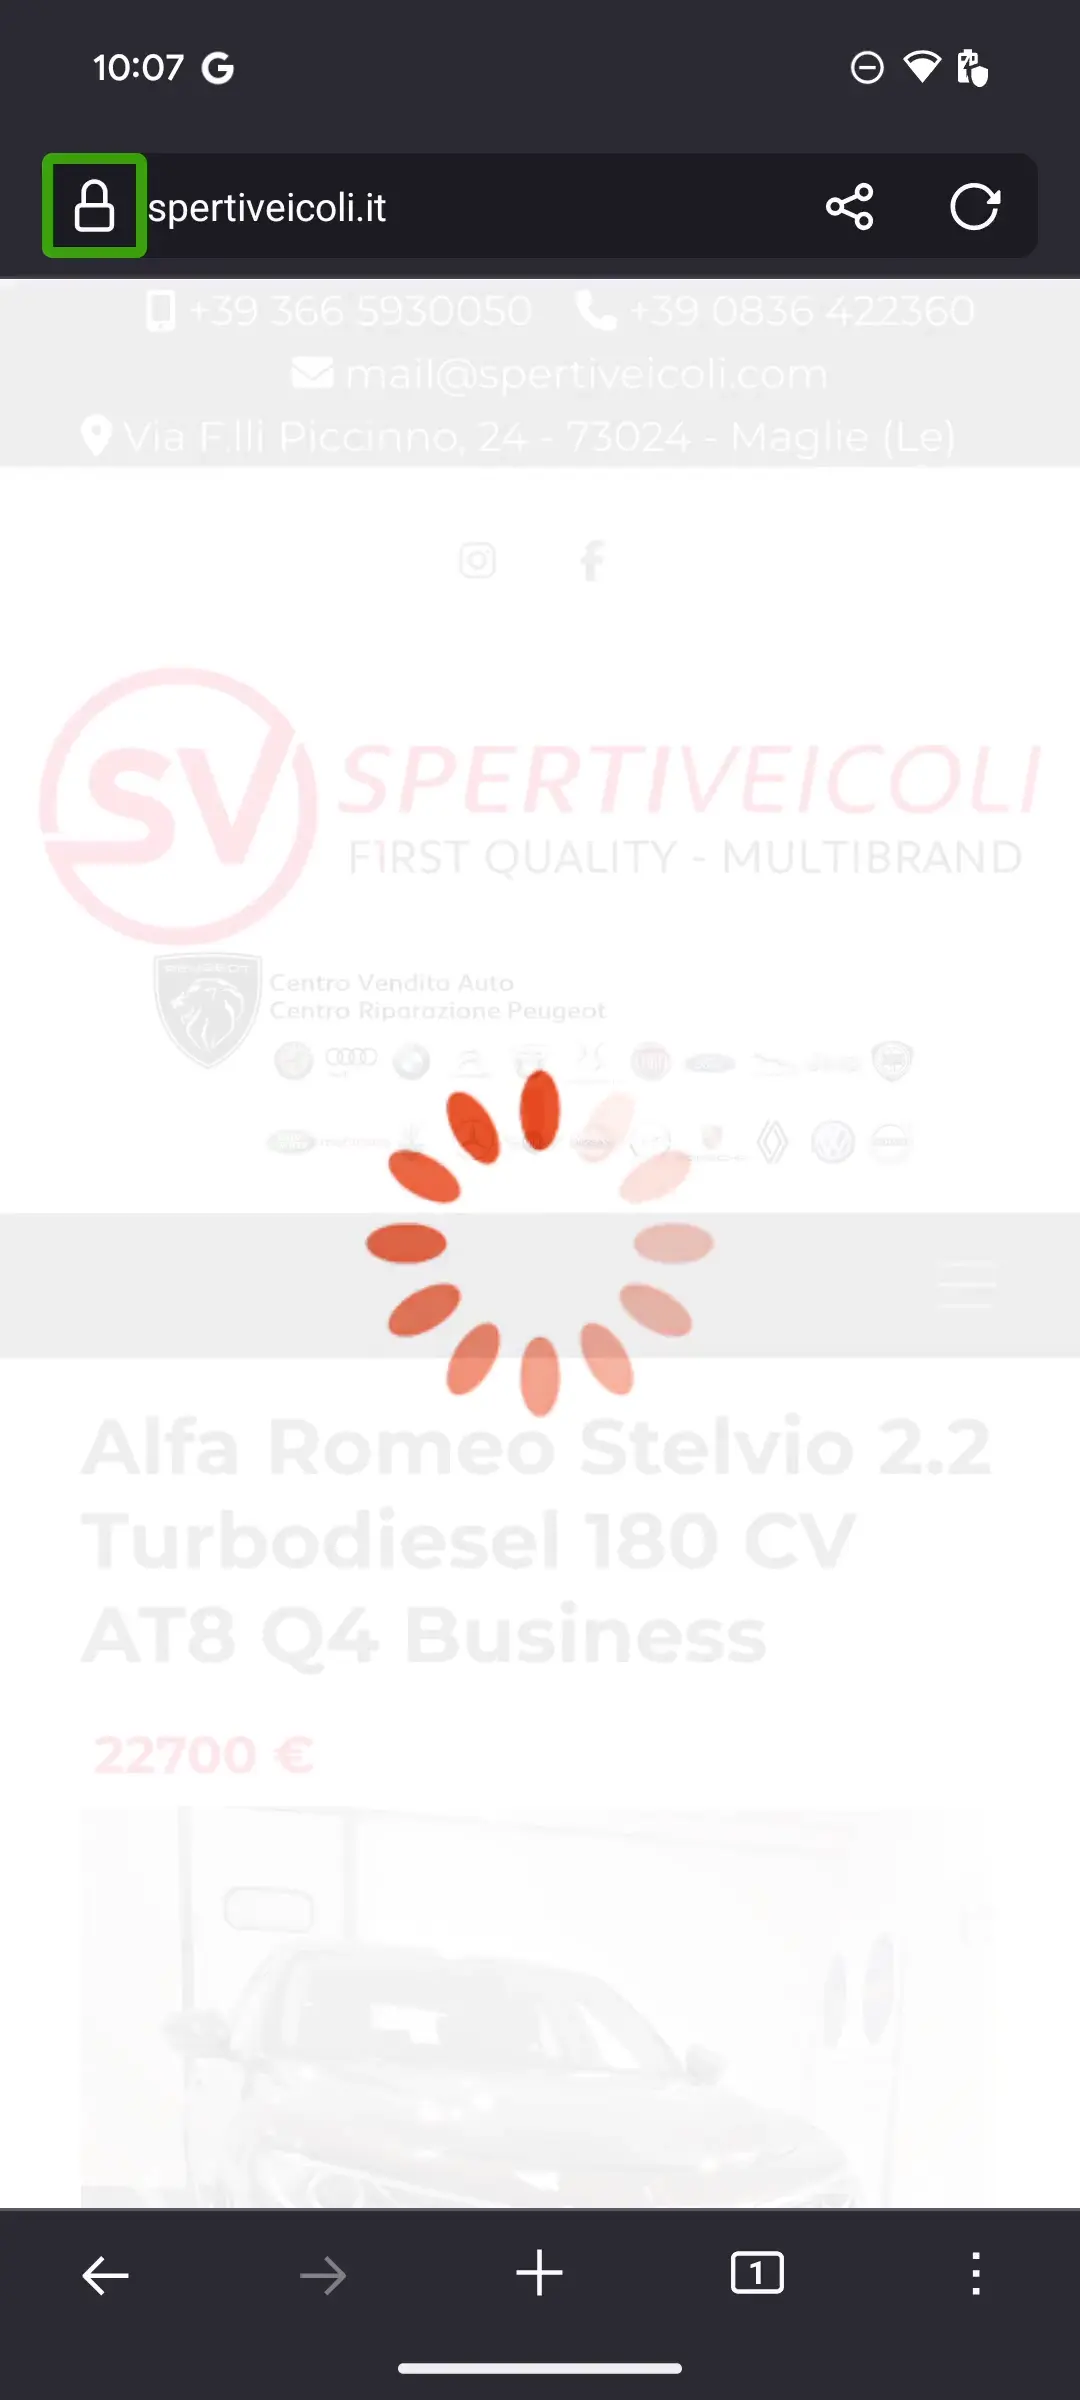 10:07
spertiveicoli.it
+39 366 5930050 +39 0836 422360
mail@spertiveicoli.com
Via F.lli Piccinno, 24 - 73024 - Maglie (Le)
SV
SPERTIVEICOLI
FIRST QUALITY - MULTIBRAND
PEUGEOT
Centro Vendita Auto
Centro Riparazione Peugeot
Alfa Romeo Stelvio 2.2
Turbodiesel 180 CV
AT8 Q4 Business
22700 €
1